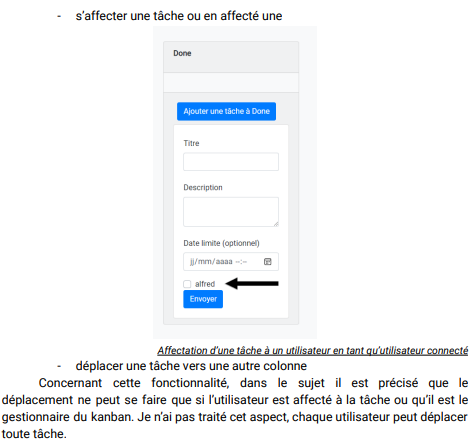 - s'affecter une tâche ou en affecté une
Done
Ajouter une tâche à Done
Titre
Description
Date limite (optionnel)
jj/mm/aaaa --:--
alfred
Envoyer
Affectation d'une tâche à un utilisateur en tant qu'utilisateur connecté
- déplacer une tâche vers une autre colonne
Concernant cette fonctionnalité, dans le sujet il est précisé que le
déplacement ne peut se faire que si l'utilisateur est affecté à la tâche ou qu'il est le
gestionnaire du kanban. Je n'ai pas traité cet aspect, chaque utilisateur peut déplacer
toute tâche.